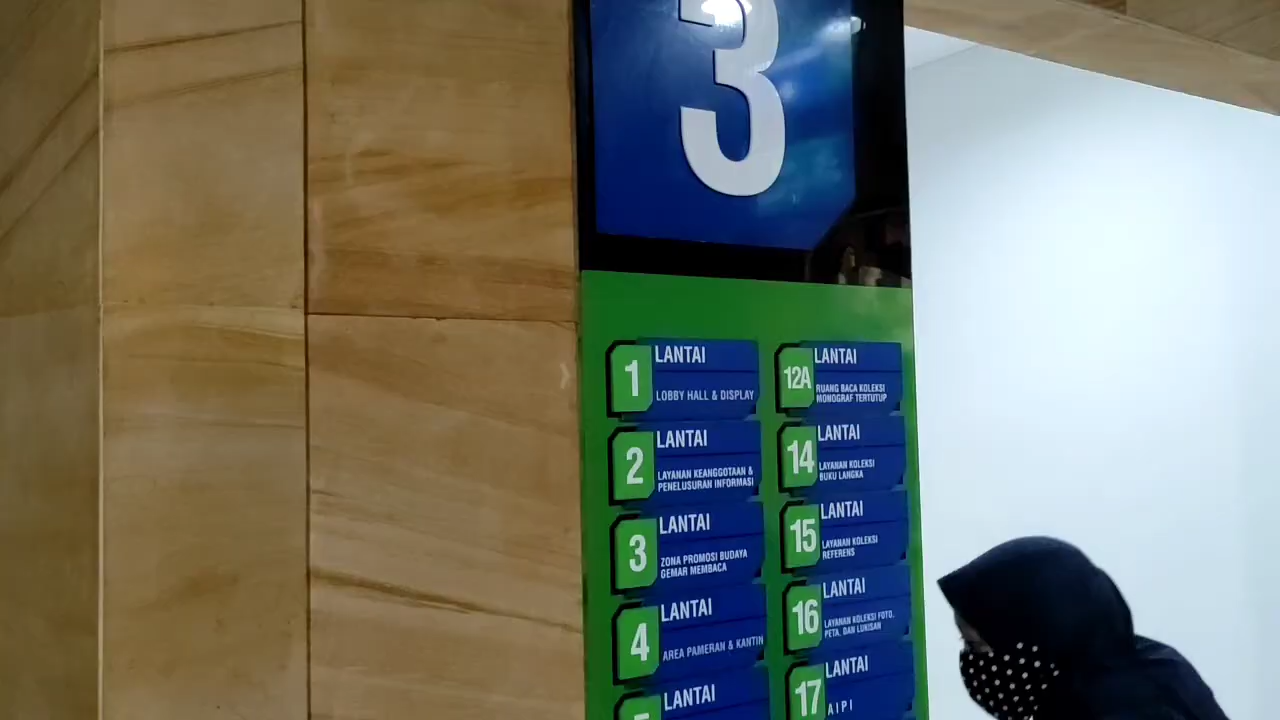 3
1
LANTAI
LOBBY HALL & DISPLAY
2
LANTAI
LAYANAN KEANGGOTAAN &
PENELUSURAN INFORMASI
3
LANTAI
ZONA PROMOSI BUDAYA
GEMAR MEMBACA
4
LANTAI
AREA PAMERAN & KANTIN
5
LANTAI
12A
LANTAI
RUANG BACA KOLEKSI
MONOGRAF TERTUTUP
14
LANTAI
LAYANAN KOLEKSI
BUKU LANGKA
15
LANTAI
LAYANAN KOLEKSI
REFERENS
16
LANTAI
LAYANAN KOLEKSI FOTO,
PETA, DAN LUKISAN
17
LANTAI
AIPI